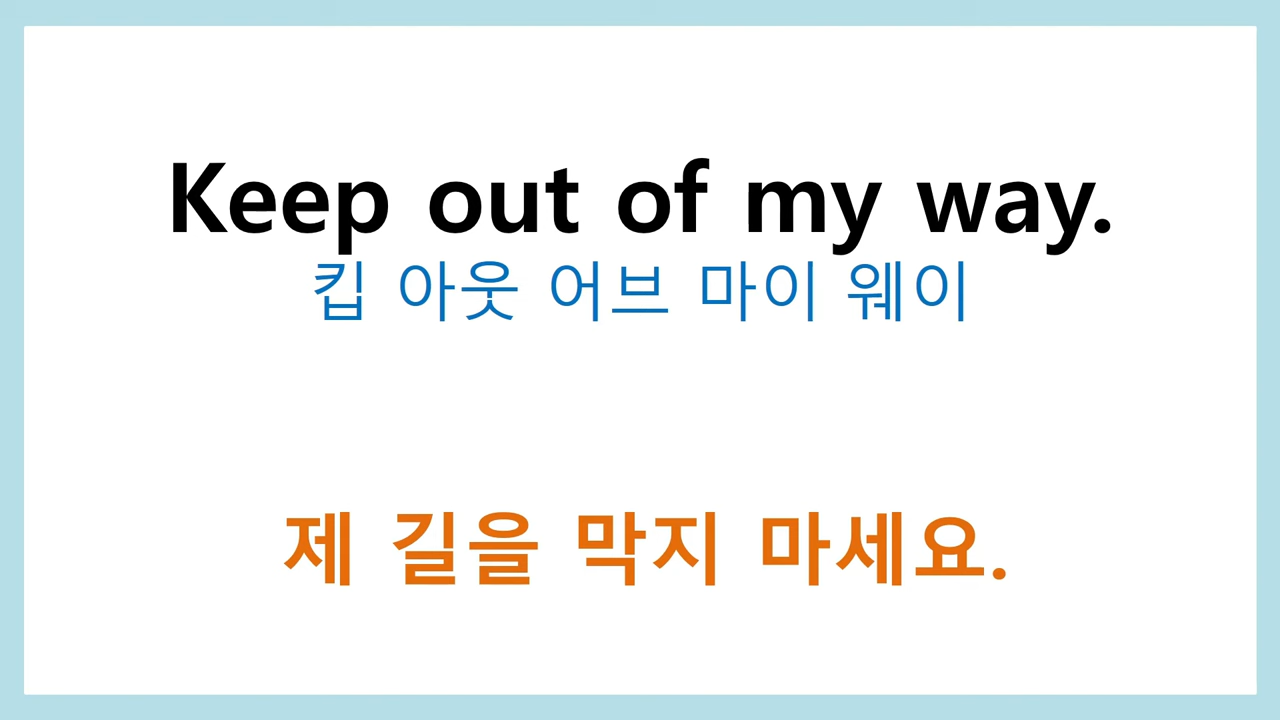 Keep out of my way.
킵 아웃 어브 마이 웨이
제 길을 막지 마세요.